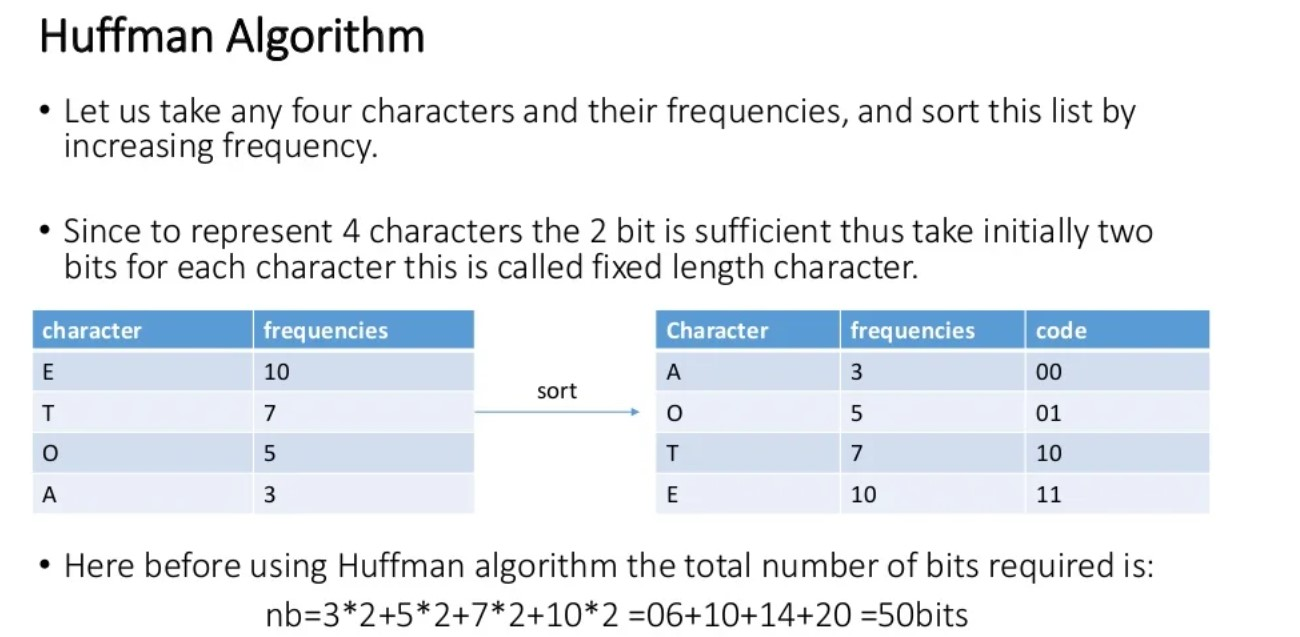 Huffman Algorithm
• Let us take any four characters and their frequencies, and sort this list by
increasing frequency.
• Since to represent 4 characters the 2 bit is sufficient thus take initially two
bits for each character this is called fixed length character.
character frequencies
E 10
T 7
O 5
A 3
sort
Character frequencies code
A 3 00
O 5 01
T 7 10
E 10 11
• Here before using Huffman algorithm the total number of bits required is:
nb=3*2+5*2+7*2+10*2 =06+10+14+20 =50bits